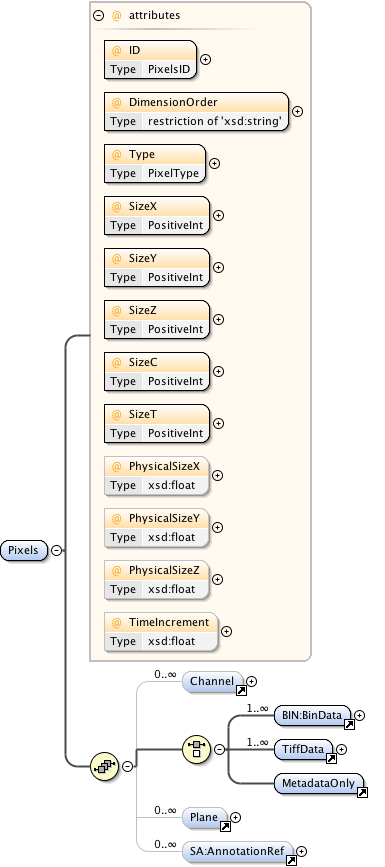 @ attributes
@ ID
Type PixelsID
@ DimensionOrder
Type restriction of 'xsd:string'
@ Type
Type PixelType
@ SizeX
Type PositiveInt
@ SizeY
Type PositiveInt
@ SizeZ
Type PositiveInt
@ SizeC
Type PositiveInt
@ SizeT
Type PositiveInt
@ PhysicalSizeX
Type xsd:float
@ PhysicalSizeY
Type xsd:float
@ PhysicalSizeZ
Type xsd:float
@ TimeIncrement
Type xsd:float
Pixels
0..∞ Channel
1..∞ BIN:BinData
1..∞ TiffData
MetadataOnly
0..∞ Plane
0..∞ SA:AnnotationRef